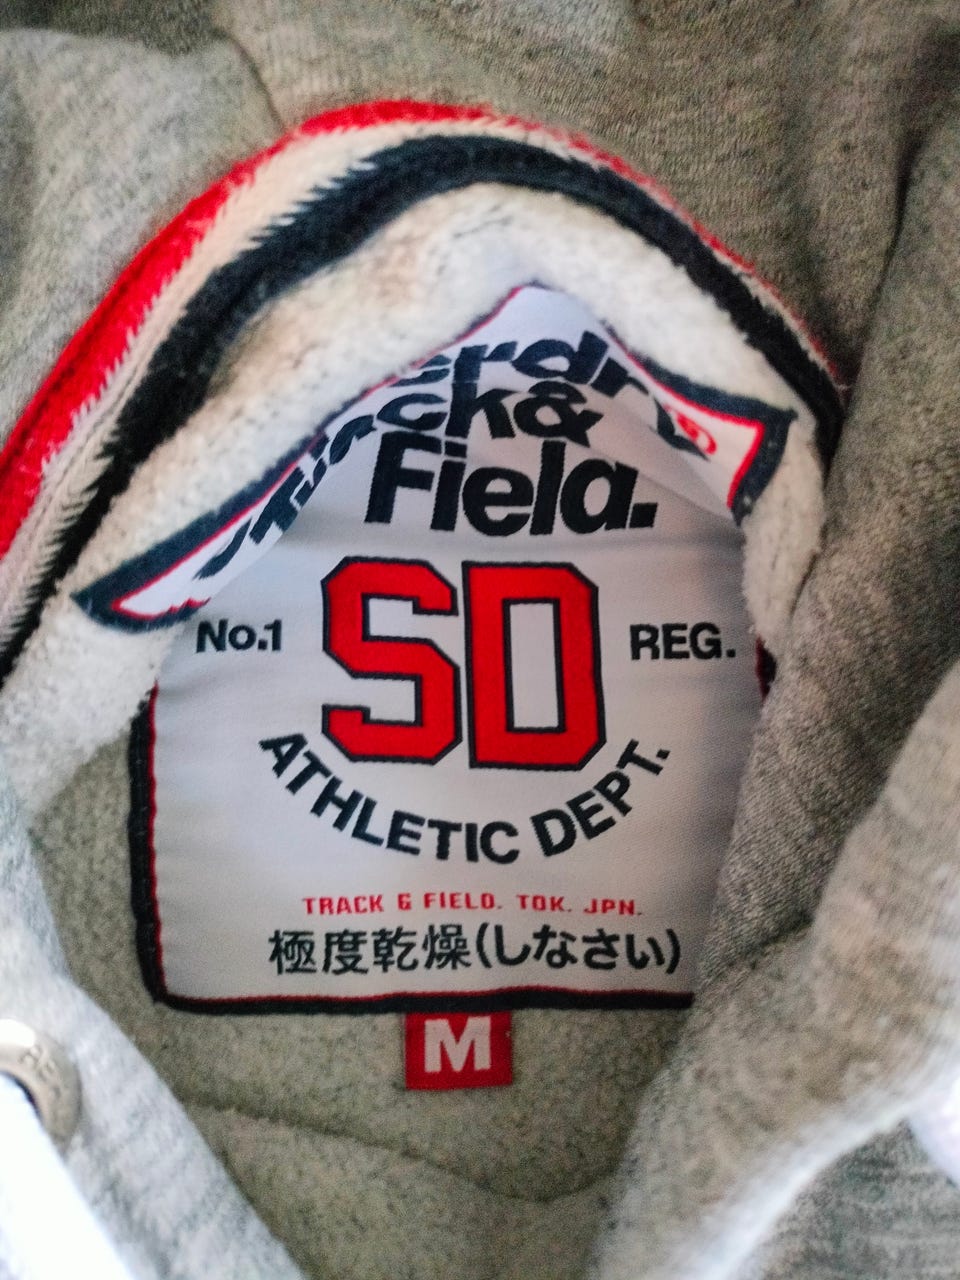 Field.
SD
No.1
REG.
ATHLETIC DEPT.
TRACK & FIELD. TOK. JPN.
極度乾燥(しなさい)
M